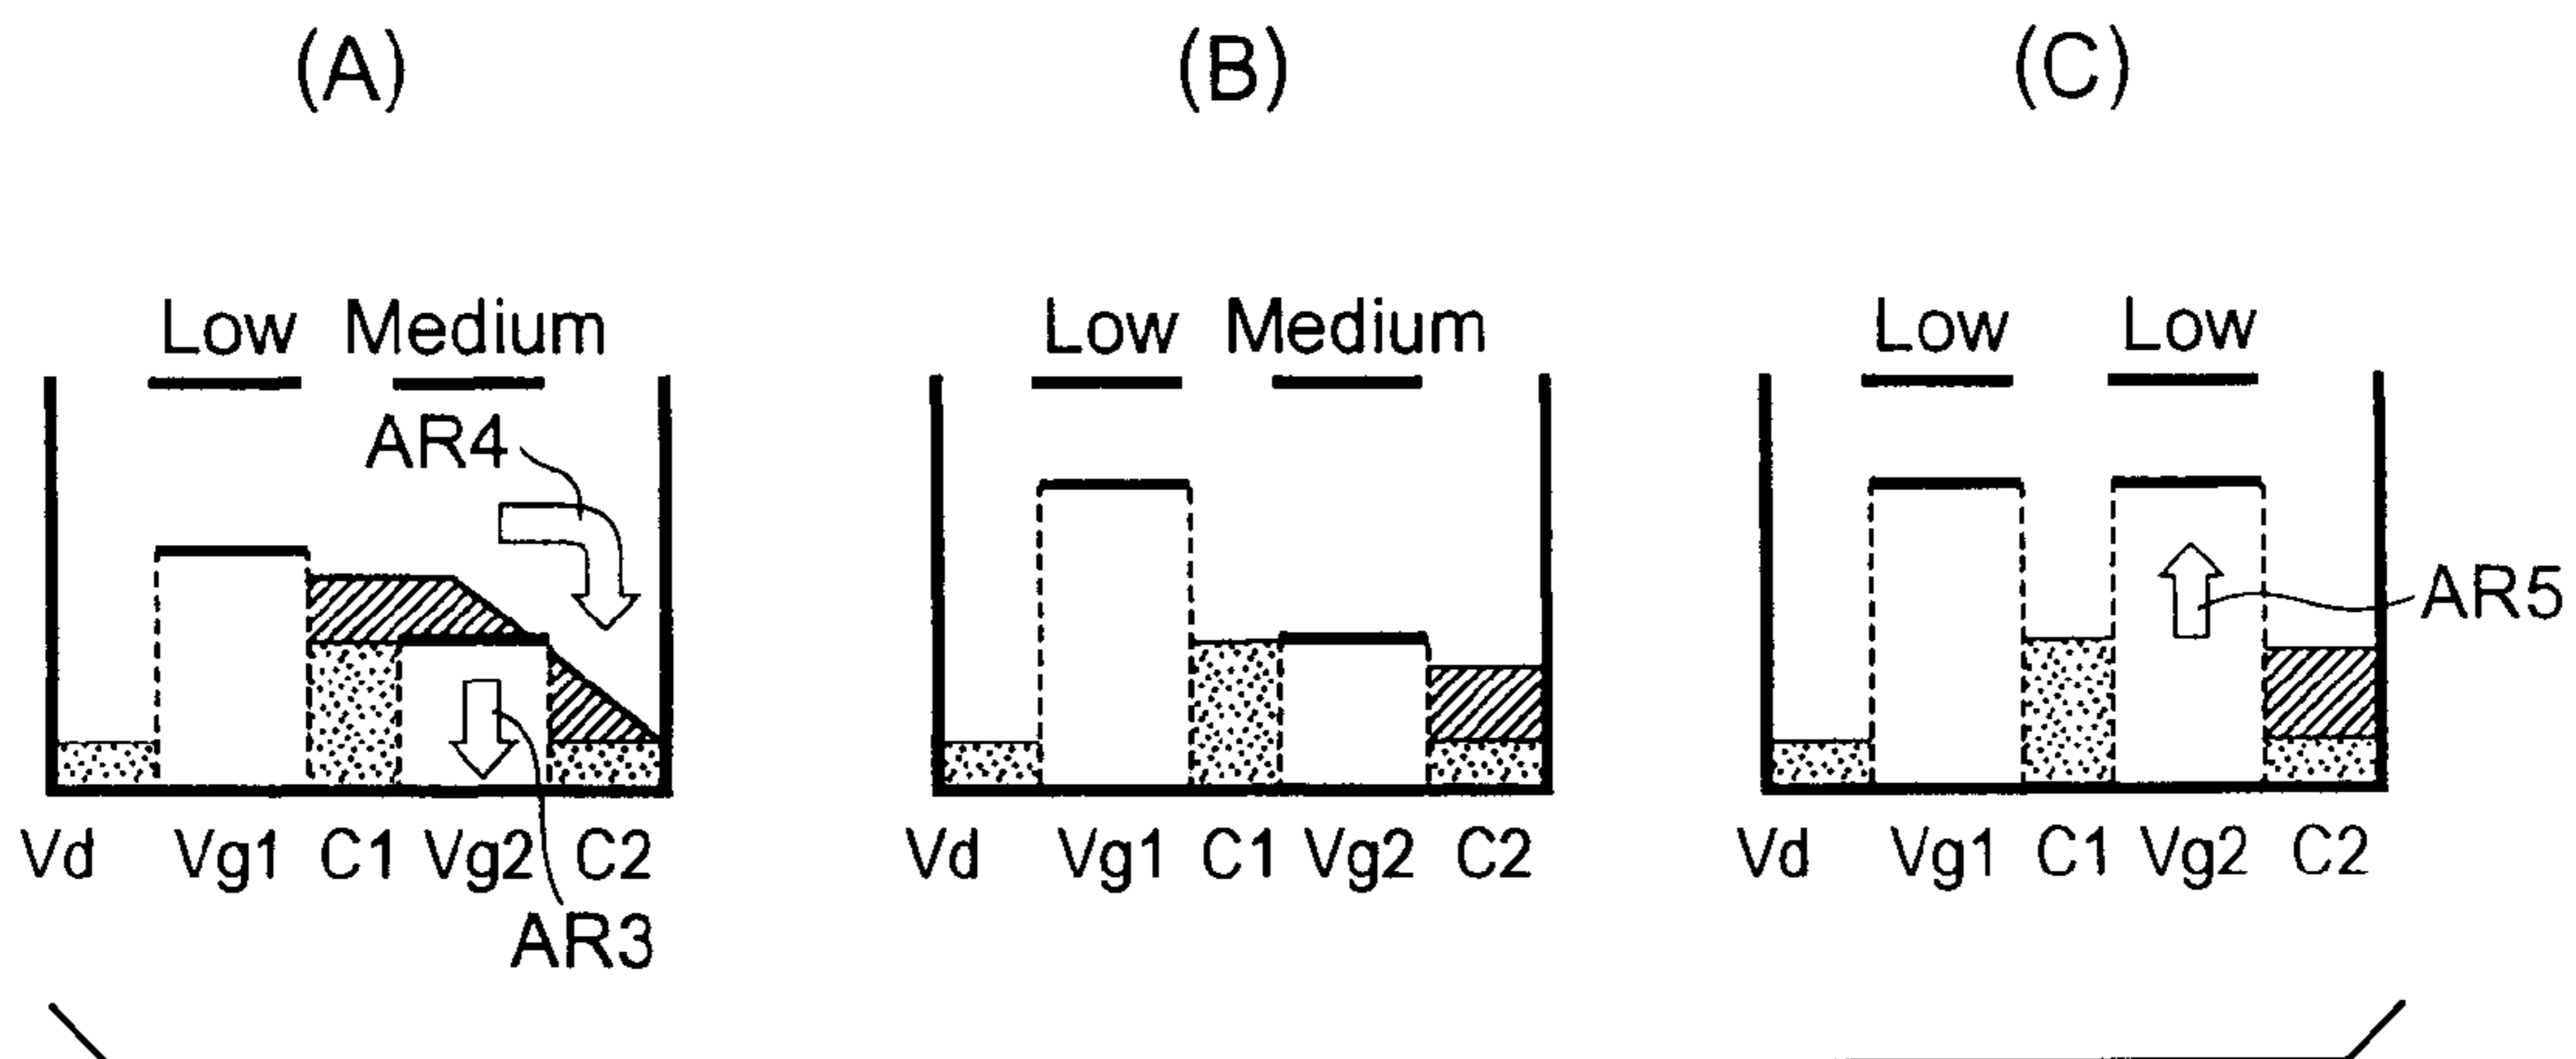 (A) (B) (C)
Low Medium Low Medium Low Low
AR4
AR5
Vd Vg1 C1 Vg2 C2 Vd Vg1 C1 Vg2 C2 Vd Vg1 C1 Vg2 C2
AR3